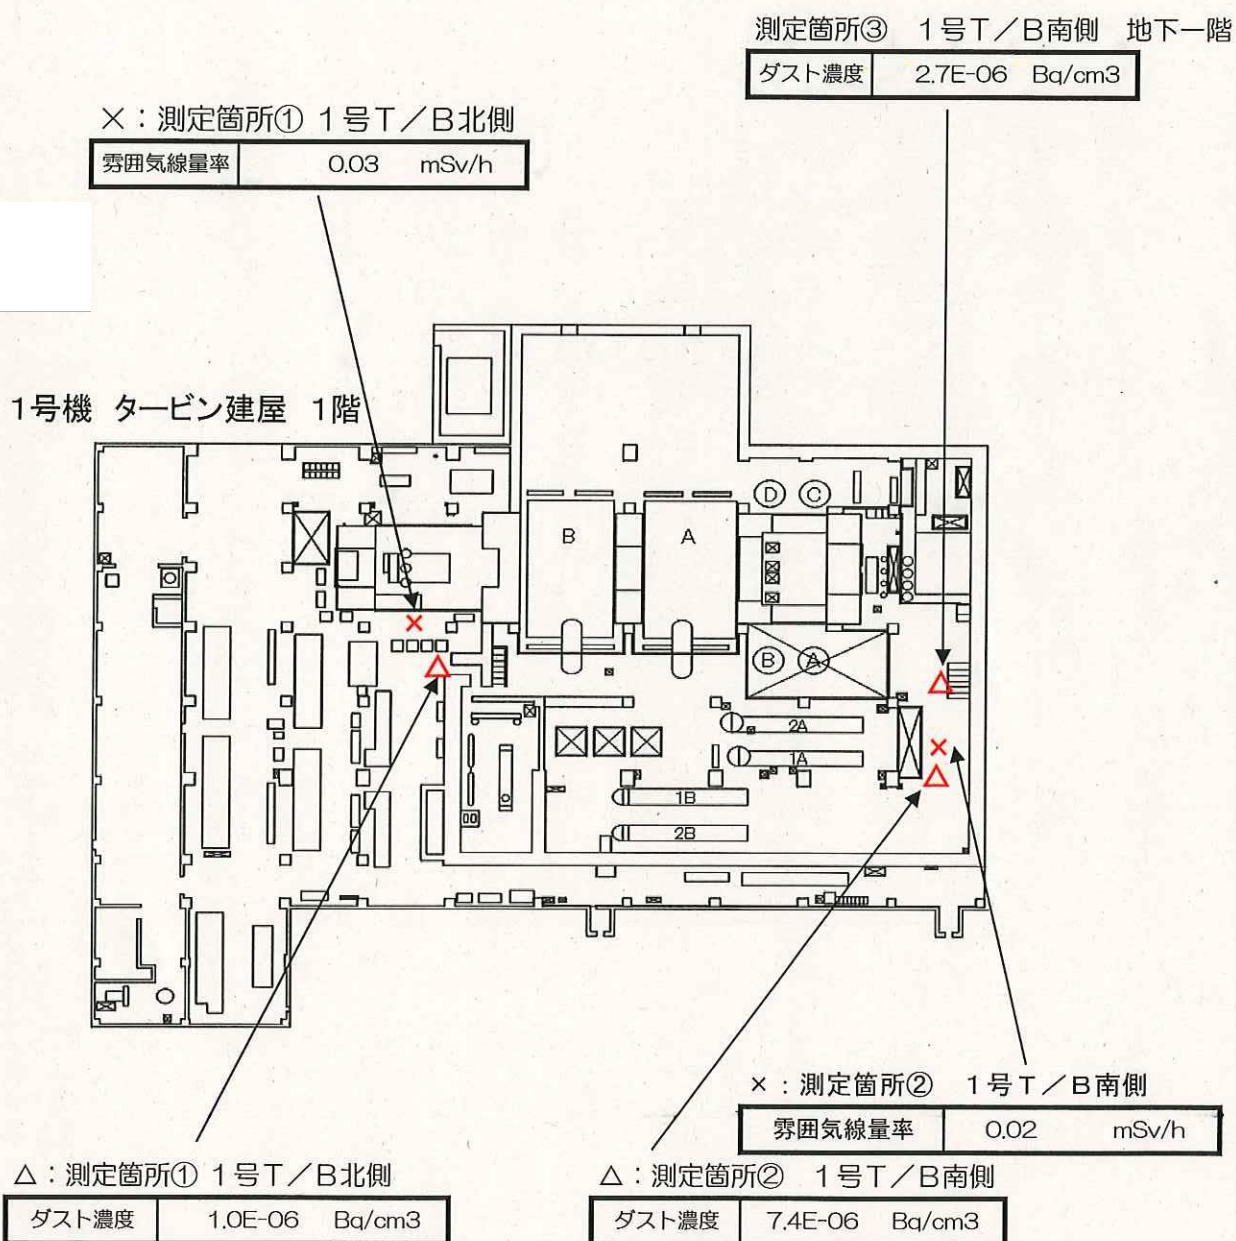 測定箇所③ 1号T/B南側 地下一階
ダスト濃度 2.7E-06 Bq/cm3
×:測定箇所① 1号T/B北側
雰囲気線量率 0.03 mSv/h
1号機 タービン建屋 1階
D C
B A
B A
2A
1A
1B
2B
×:測定箇所② 1号T/B南側
雰囲気線量率 0.02 mSv/h
△:測定箇所① 1号T/B北側
ダスト濃度 1.0E-06 Bq/cm3
△:測定箇所② 1号T/B南側
ダスト濃度 7.4E-06 Bq/cm3